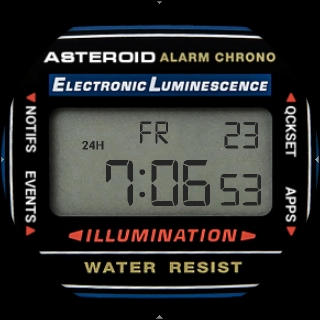 ASTEROID ALARM CHRONO
ELECTRONIC LUMINESCENCE
FR 23
24H
7:06 53
NOTIFS
EVENTS
QCKSET
APPS
ILLUMINATION
WATER RESIST